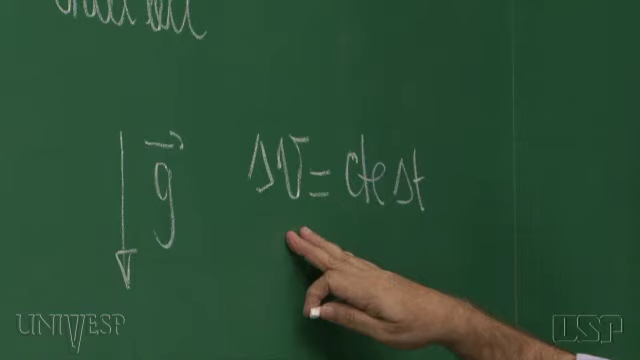 g⃗ ΔV = cte Δt
UNIVESP
USP